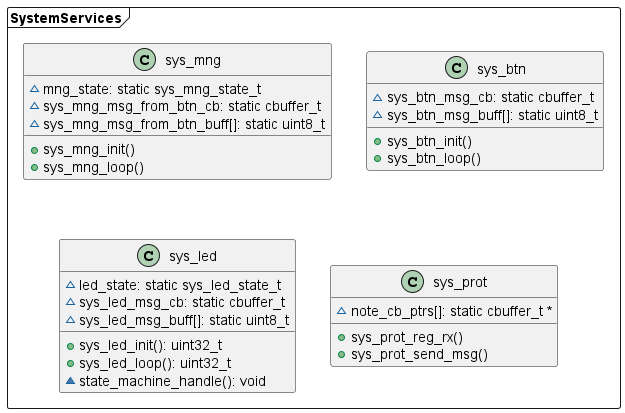 SystemServices
C sys_mng
mng_state: static sys_mng_state_t
sys_mng_msg_from_btn_cb: static cbuffer_t
sys_mng_msg_from_btn_buff[]: static uint8_t
sys_mng_init()
sys_mng_loop()
C sys_btn
sys_btn_msg_cb: static cbuffer_t
sys_btn_msg_buff[]: static uint8_t
sys_btn_init()
sys_btn_loop()
C sys_led
led_state: static sys_led_state_t
sys_led_msg_cb: static cbuffer_t
sys_led_msg_buff[]: static uint8_t
sys_led_init(): uint32_t
sys_led_loop(): uint32_t
state_machine_handle(): void
C sys_prot
note_cb_ptrs[]: static cbuffer_t *
sys_prot_reg_rx()
sys_prot_send_msg()